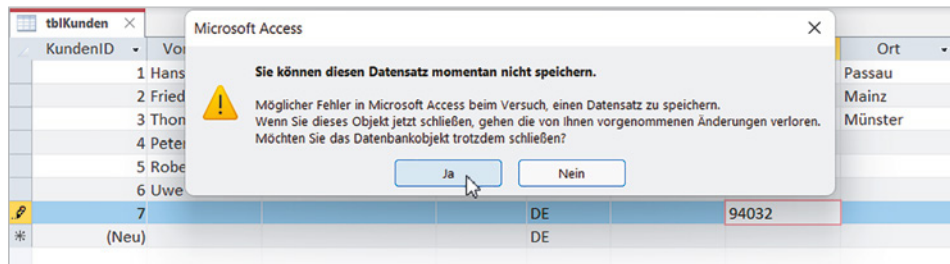 tblKunden
Microsoft Access
KundenID Vor Ort
Sie können diesen Datensatz momentan nicht speichern.
Möglicher Fehler in Microsoft Access beim Versuch, einen Datensatz zu speichern.
Wenn Sie dieses Objekt jetzt schließen, gehen die von Ihnen vorgenommenen Änderungen verloren.
Möchten Sie das Datenbankobjekt trotzdem schließen?
Ja Nein
1 Hans Passau
2 Fried Mainz
3 Thon Münster
4 Peter
5 Robe
6 Uwe
7 DE 94032
(Neu) DE